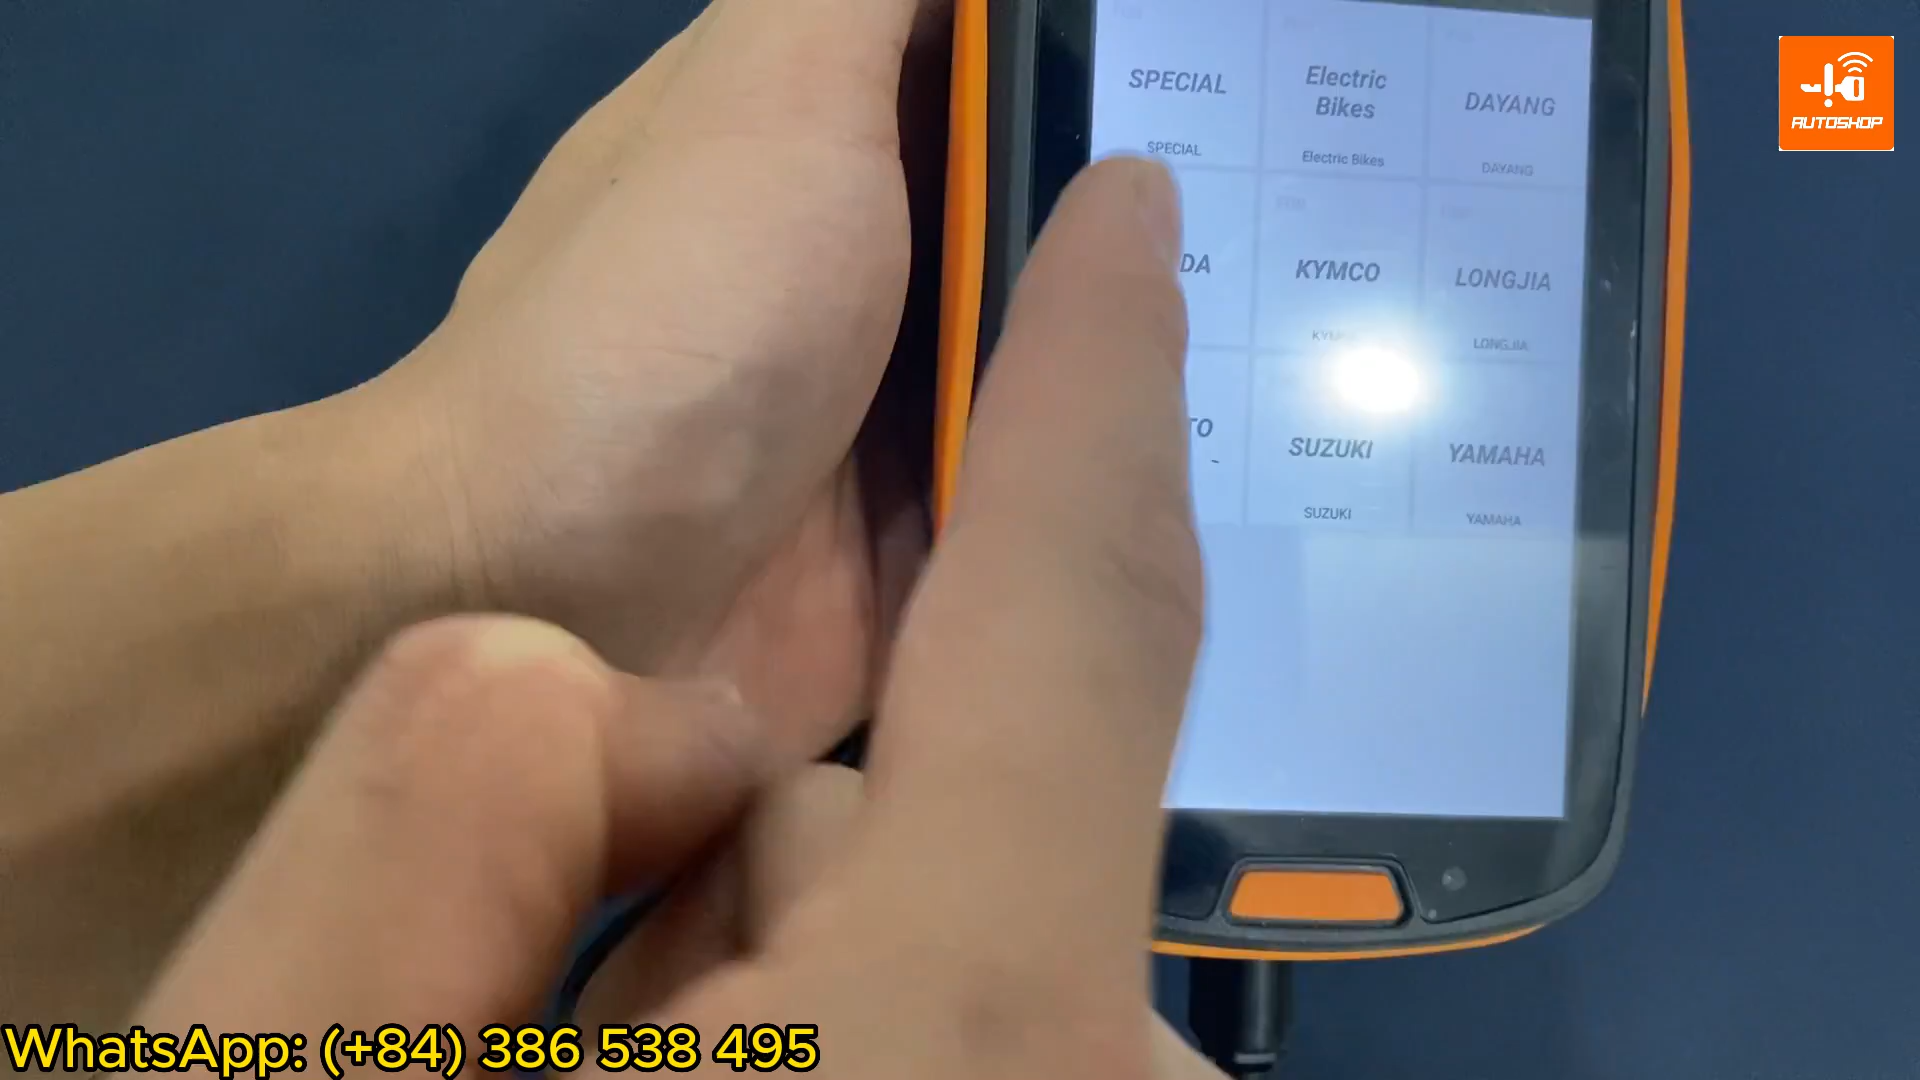 SPECIAL
SPECIAL
Electric
Bikes
Electric Bikes
DAYANG
DAYANG
DA
KYMCO
LONGJIA
LONGJIA
TO
SUZUKI
SUZUKI
YAMAHA
YAMAHA
AUTOSHOP
WhatsApp: (+84) 386 538 495